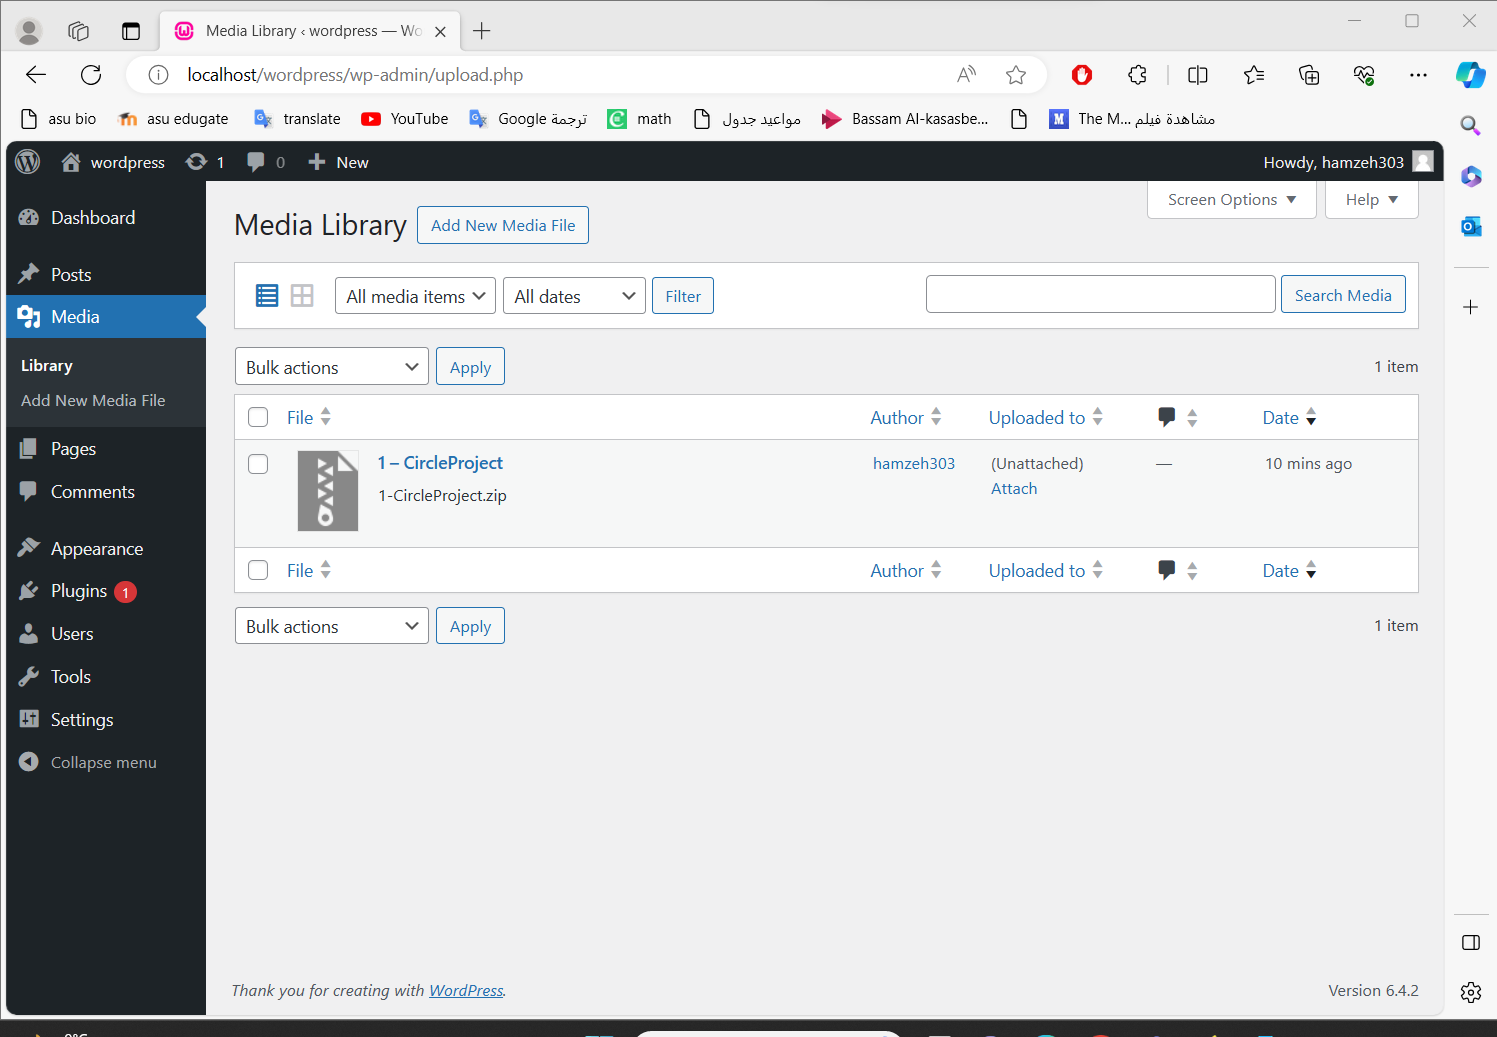 Media Library ‹ wordpress — Wo
localhost/wordpress/wp-admin/upload.php
asu bio asu edugate translate YouTube Google ترجمة math مواعيد جدول Bassam Al-kasasbe... The M... مشاهدة فيلم
wordpress 1 0 New Howdy, hamzeh303
Screen Options Help
Dashboard
Posts
Media
Library
Add New Media File
Pages
Comments
Appearance
Plugins 1
Users
Tools
Settings
Collapse menu
Media Library Add New Media File
All media items All dates Filter Search Media
Bulk actions Apply 1 item
File Author Uploaded to Date
1 – CircleProject hamzeh303 (Unattached) — 10 mins ago
1-CircleProject.zip Attach
File Author Uploaded to Date
Bulk actions Apply 1 item
Thank you for creating with WordPress. Version 6.4.2